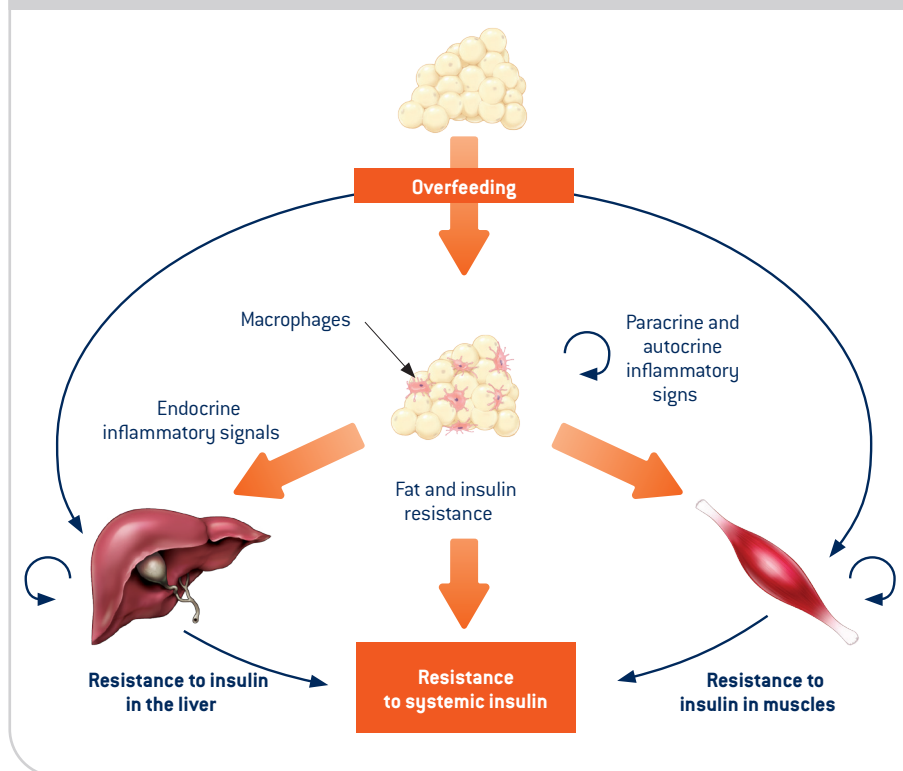 Overfeeding
Macrophages
Paracrine and
autocrine
inflammatory
signs
Endocrine
inflammatory signals
Fat and insulin
resistance
Resistance to insulin
in the liver
Resistance
to systemic insulin
Resistance to
insulin in muscles